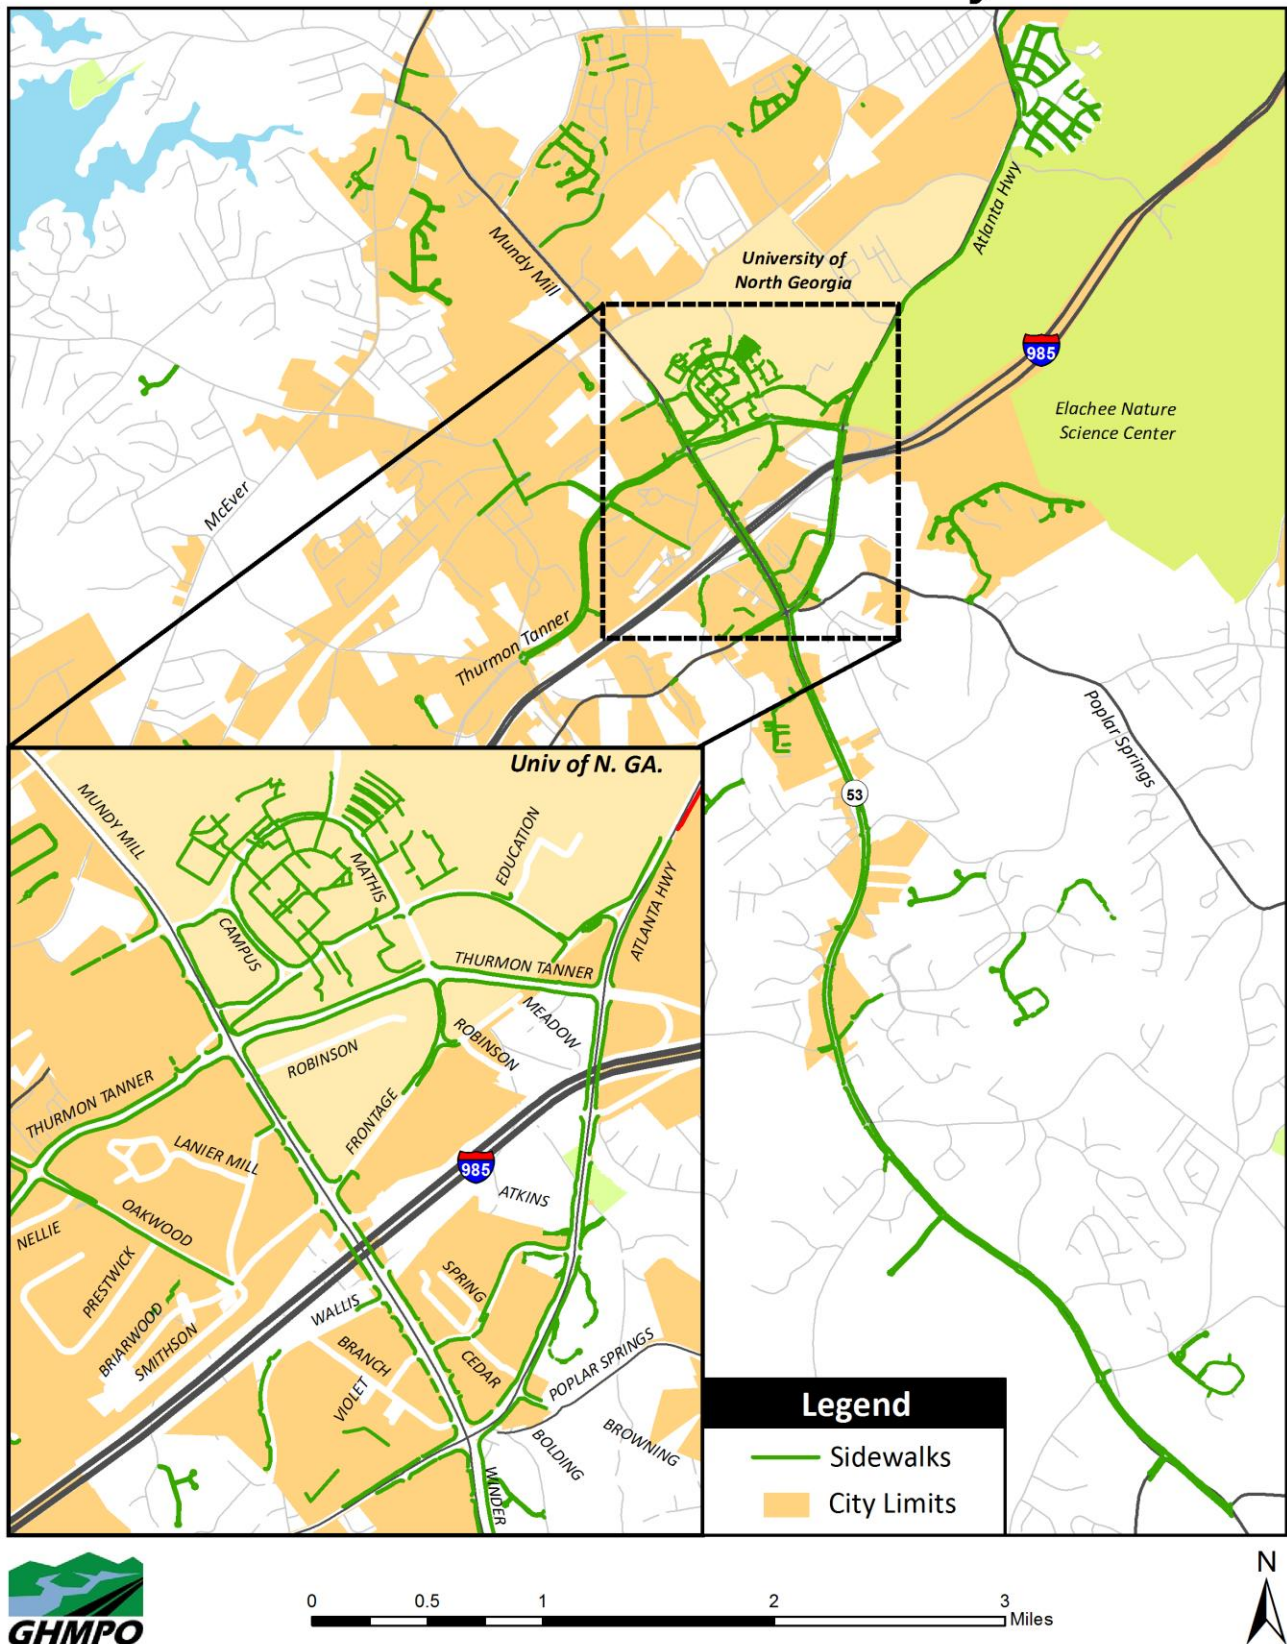 Mundy Mill
University of
North Georgia
Atlanta Hwy
985
Elachee Nature
Science Center
McEver
Thurmon Tanner
Poplar Springs
53
Univ of N. GA.
MUNDY MILL
EDUCATION
MATHIS
CAMPUS
ATLANTA HWY
THURMON TANNER
MEADOW
ROBINSON
ROBINSON
THURMON TANNER
FRONTAGE
LANIER MILL
985
ATKINS
OAKWOOD
NELLIE
PRESTWICK
SPRING
BRIARWOOD
SMITHSON
WALLIS
BRANCH
CEDAR
POPLAR SPRINGS
VIOLET
BOLDING
BROWNING
WINDER
Legend
Sidewalks
City Limits
GHMPO
0 0.5 1 2 3
Miles
N